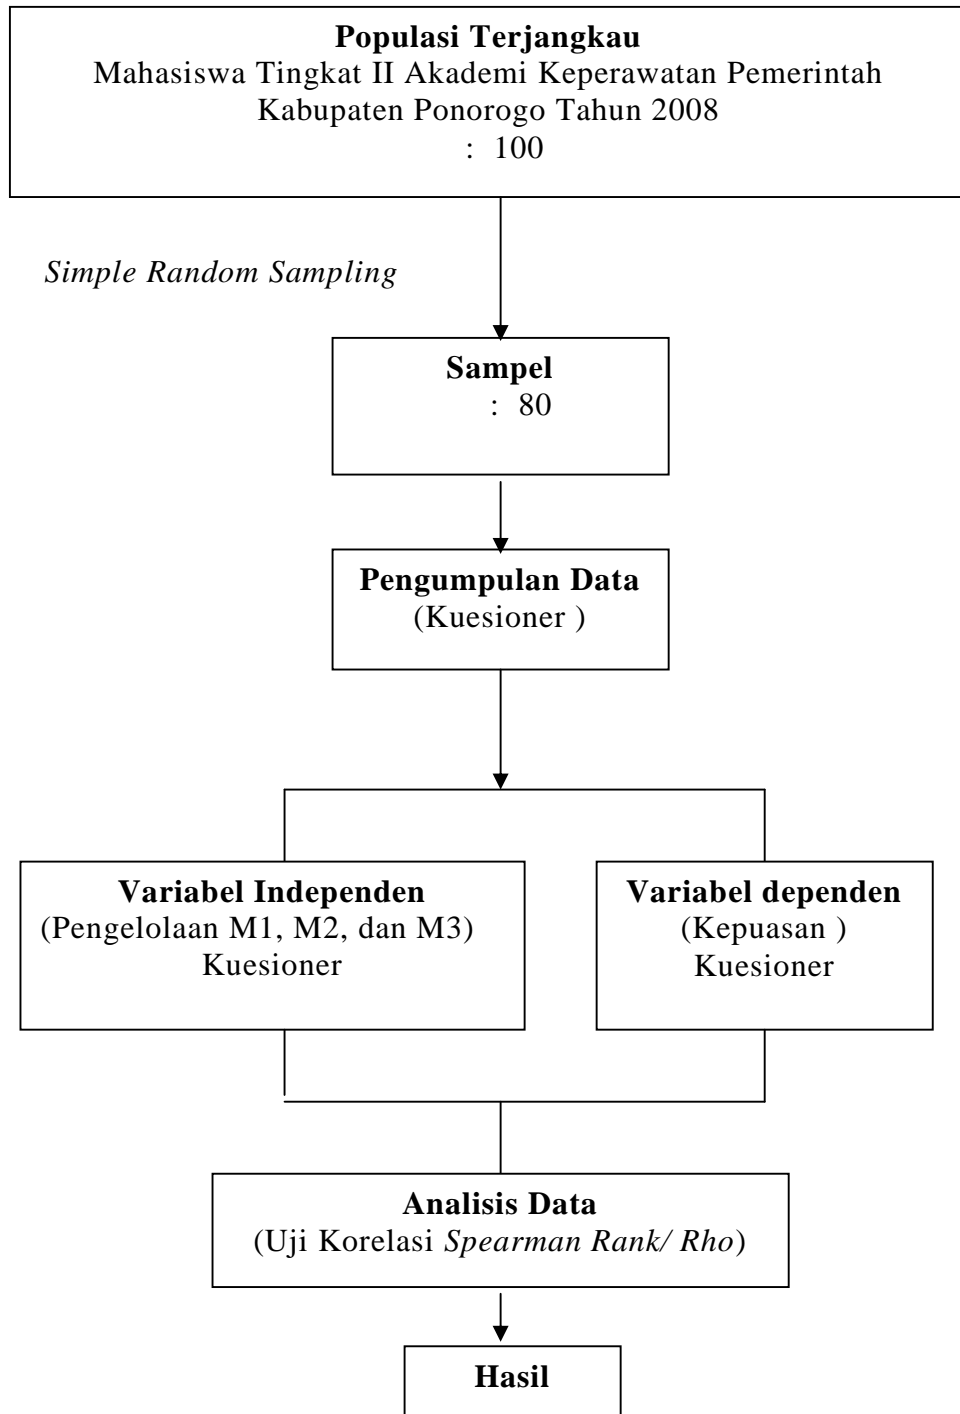 Populasi Terjangkau
Mahasiswa Tingkat II Akademi Keperawatan Pemerintah
Kabupaten Ponorogo Tahun 2008
: 100
Simple Random Sampling
Sampel
: 80
Pengumpulan Data
(Kuesioner )
Variabel Independen
(Pengelolaan M1, M2, dan M3)
Kuesioner
Variabel dependen
(Kepuasan )
Kuesioner
Analisis Data
(Uji Korelasi Spearman Rank/ Rho)
Hasil